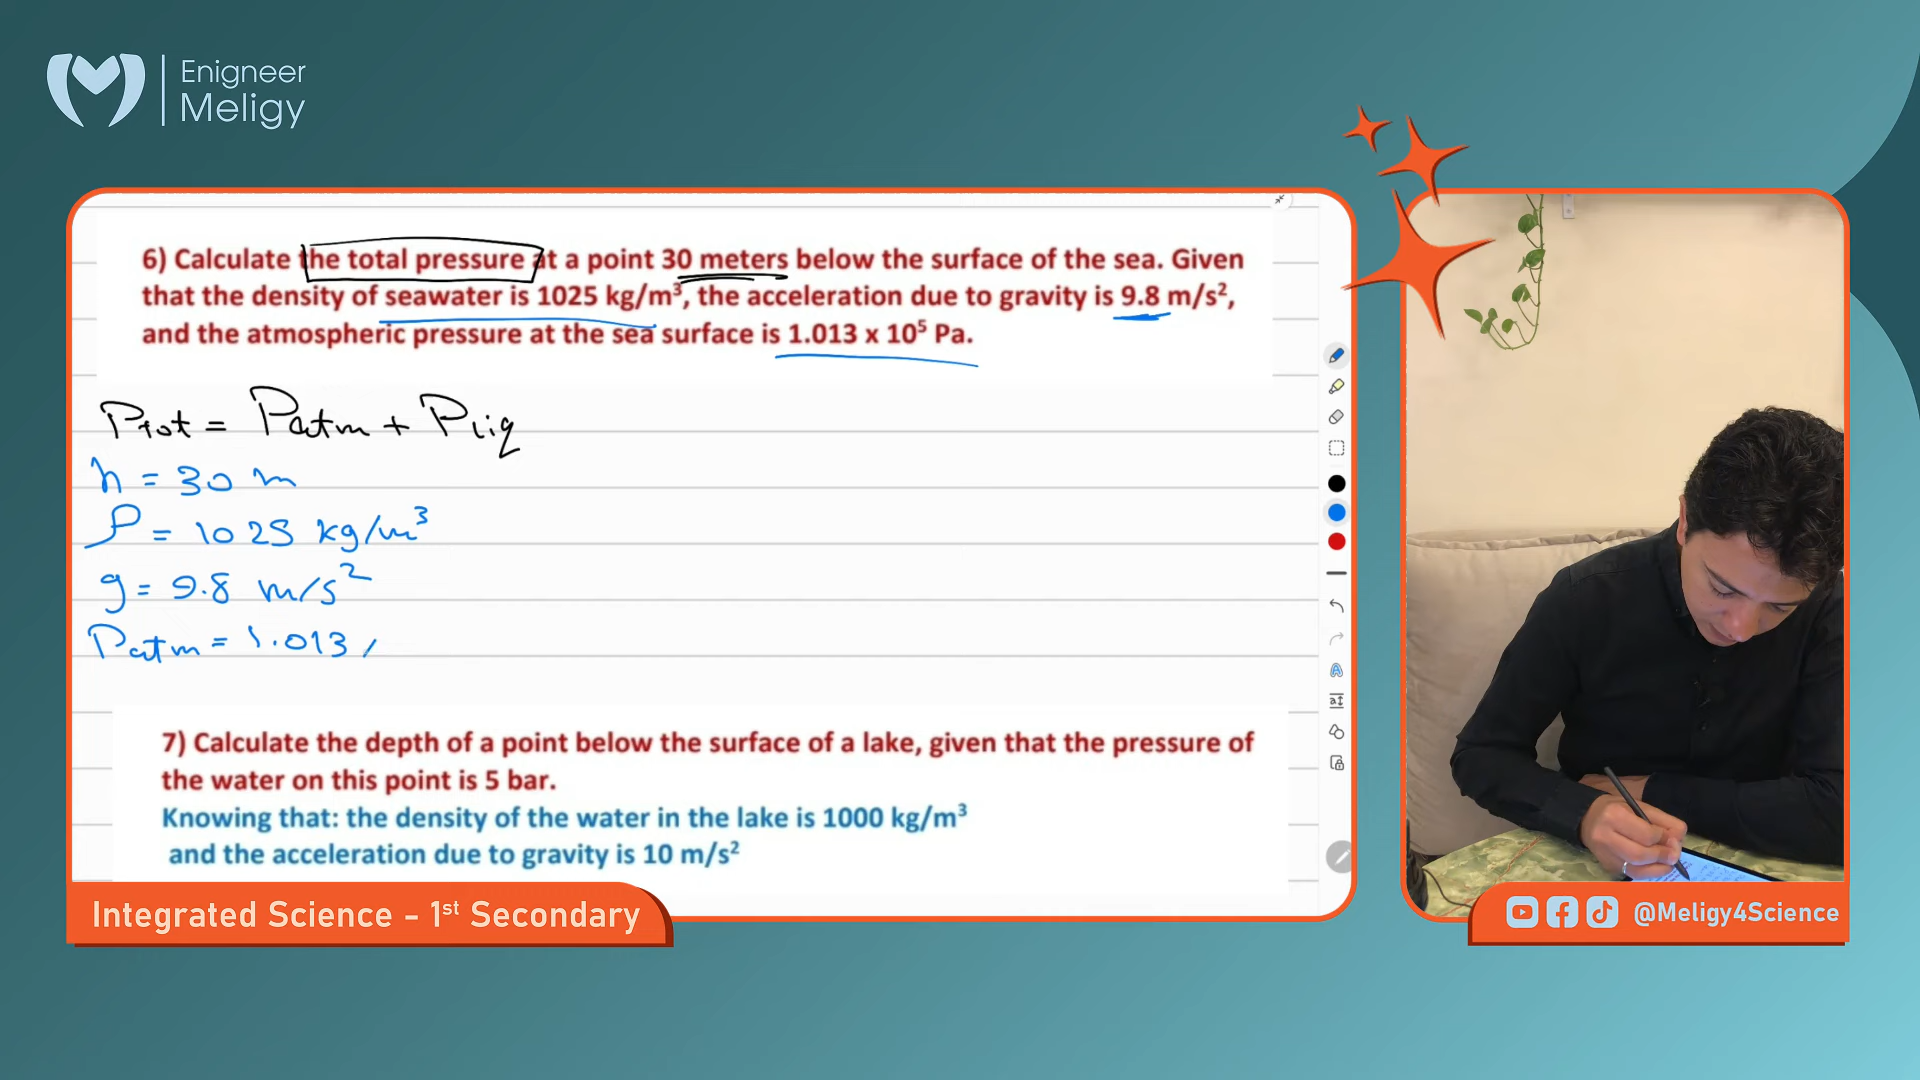 Enigneer
Meligy
6) Calculate the total pressure at a point 30 meters below the surface of the sea. Given
that the density of seawater is 1025 kg/m³, the acceleration due to gravity is 9.8 m/s²,
and the atmospheric pressure at the sea surface is 1.013 x 10⁵ Pa.
Ptot = Patm + Pliq
h = 30 m
ρ = 1025 kg/m³
g = 9.8 m/s²
Patm = 1.013
7) Calculate the depth of a point below the surface of a lake, given that the pressure of
the water on this point is 5 bar.
Knowing that: the density of the water in the lake is 1000 kg/m³
and the acceleration due to gravity is 10 m/s²
Integrated Science - 1st Secondary
@Meligy4Science